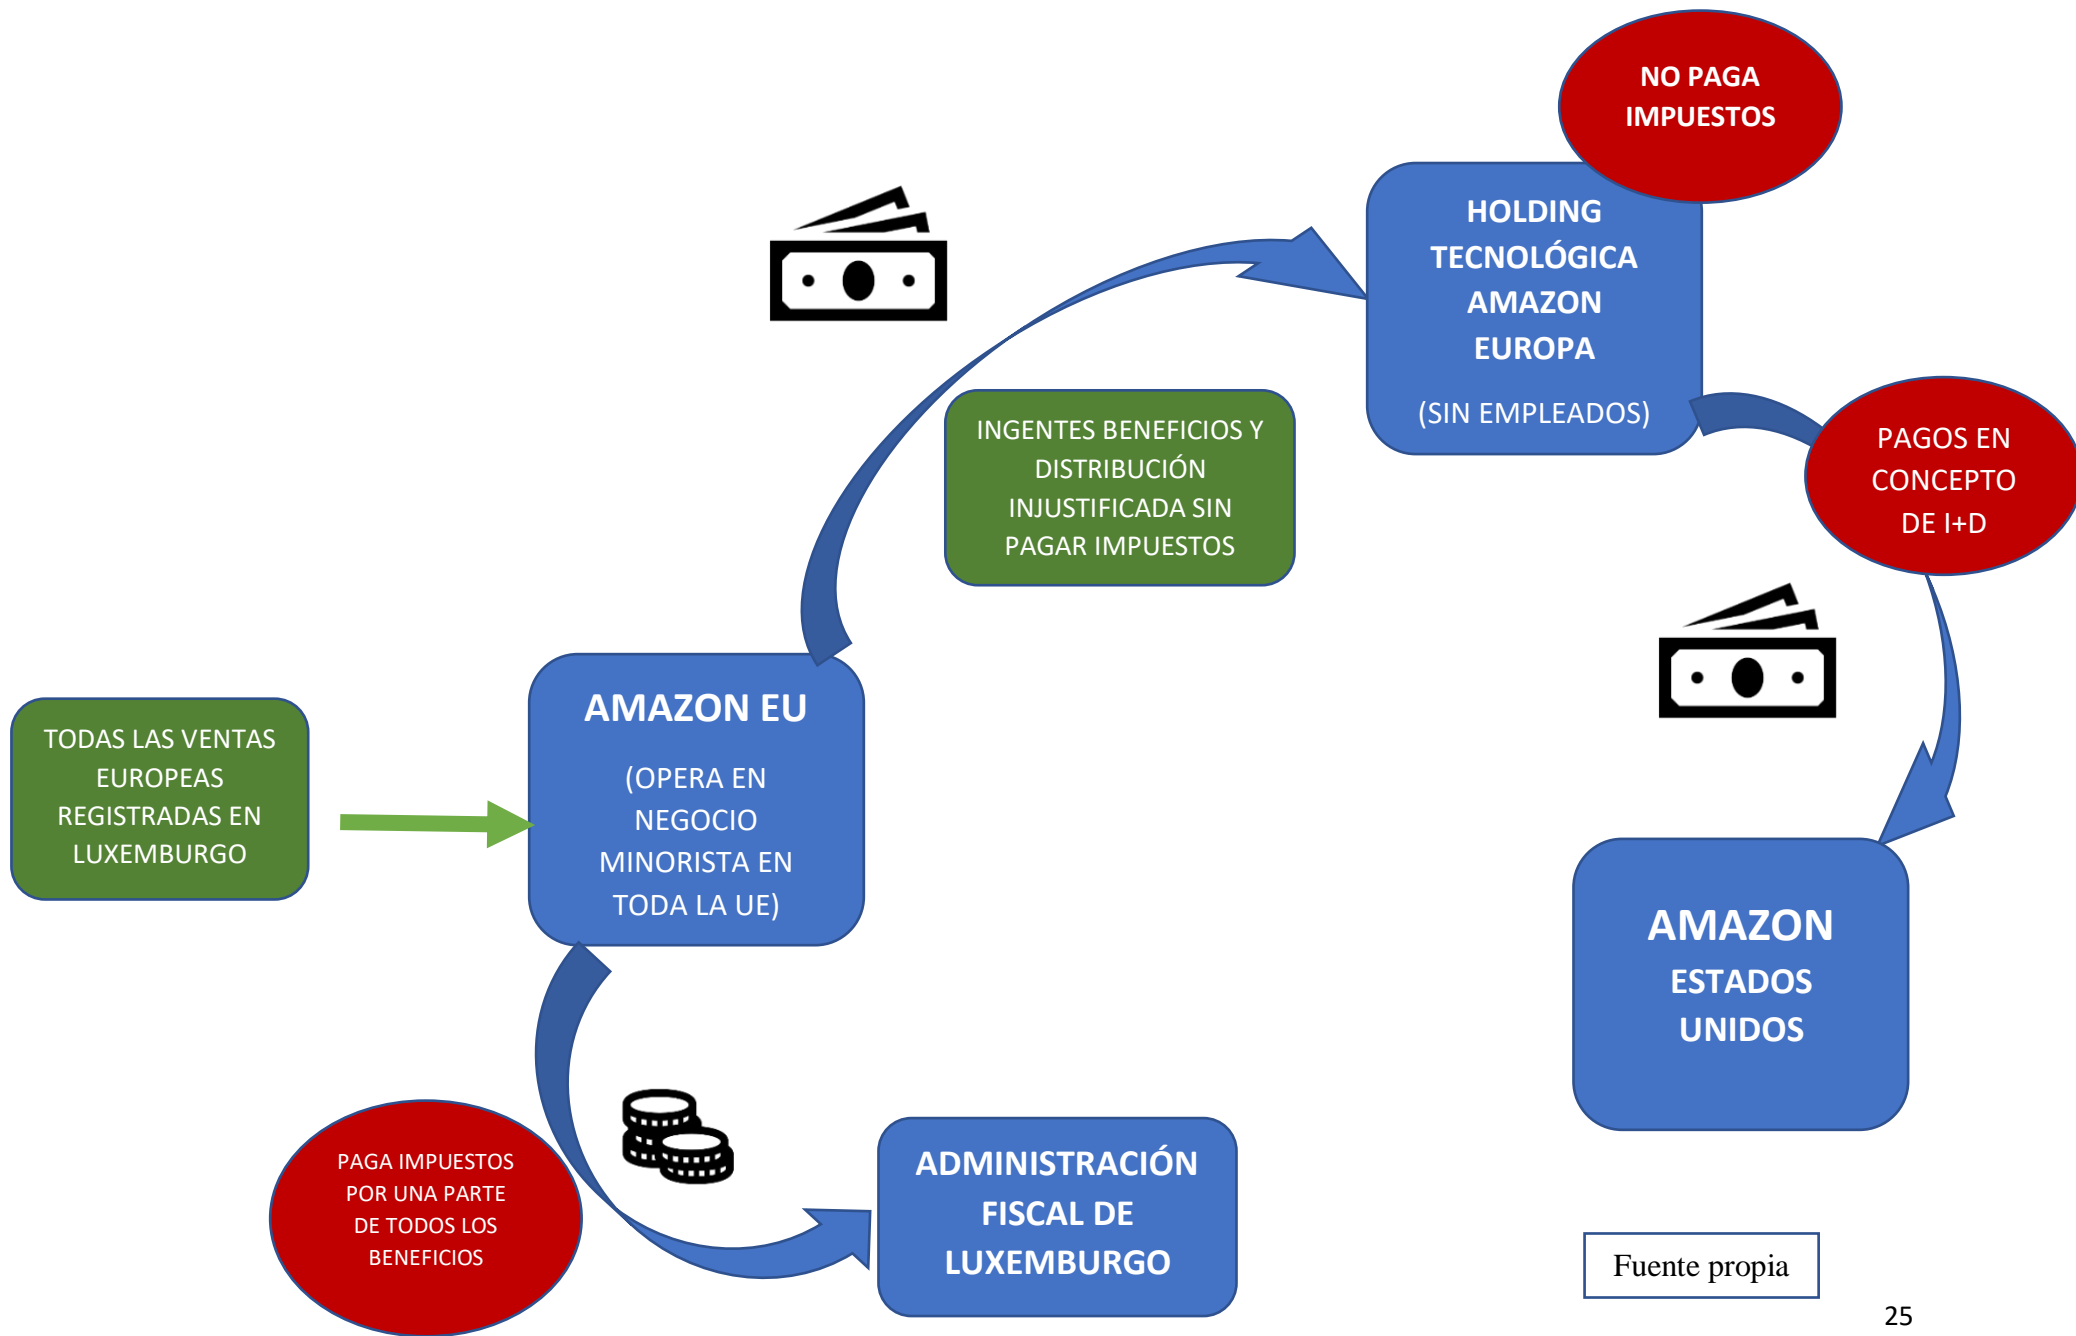 NO PAGA
IMPUESTOS
HOLDING
TECNOLÓGICA
AMAZON
EUROPA
(SIN EMPLEADOS)
INGENTES BENEFICIOS Y
DISTRIBUCIÓN
INJUSTIFICADA SIN
PAGAR IMPUESTOS
PAGOS EN
CONCEPTO
DE I+D
TODAS LAS VENTAS
EUROPEAS
REGISTRADAS EN
LUXEMBURGO
AMAZON EU
(OPERA EN
NEGOCIO
MINORISTA EN
TODA LA UE)
AMAZON
ESTADOS
UNIDOS
PAGA IMPUESTOS
POR UNA PARTE
DE TODOS LOS
BENEFICIOS
ADMINISTRACIÓN
FISCAL DE
LUXEMBURGO
Fuente propia
25